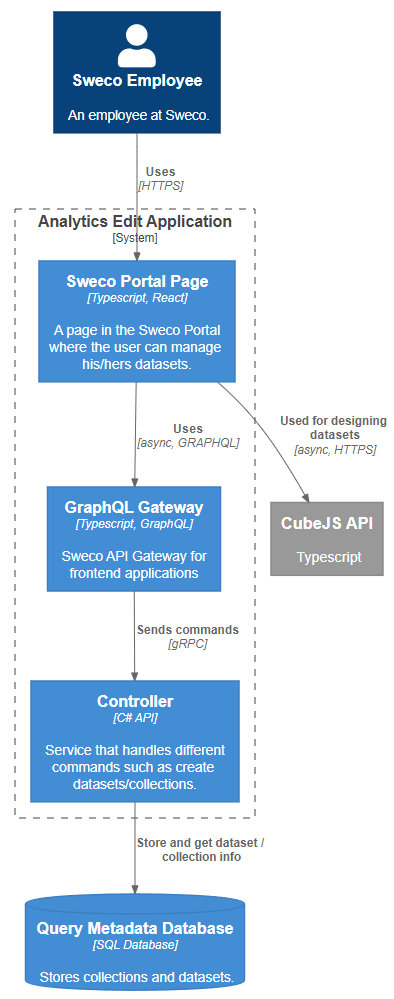 Sweco Employee
An employee at Sweco.
Uses
[HTTPS]
Analytics Edit Application
[System]
Sweco Portal Page
[Typescript, React]
A page in the Sweco Portal
where the user can manage
his/hers datasets.
Uses
[async, GRAPHQL]
Used for designing
datasets
[async, HTTPS]
GraphQL Gateway
[Typescript, GraphQL]
Sweco API Gateway for
frontend applications
CubeJS API
Typescript
Sends commands
[gRPC]
Controller
[C# API]
Service that handles different
commands such as create
datasets/collections.
Store and get dataset /
collection info
Query Metadata Database
[SQL Database]
Stores collections and datasets.